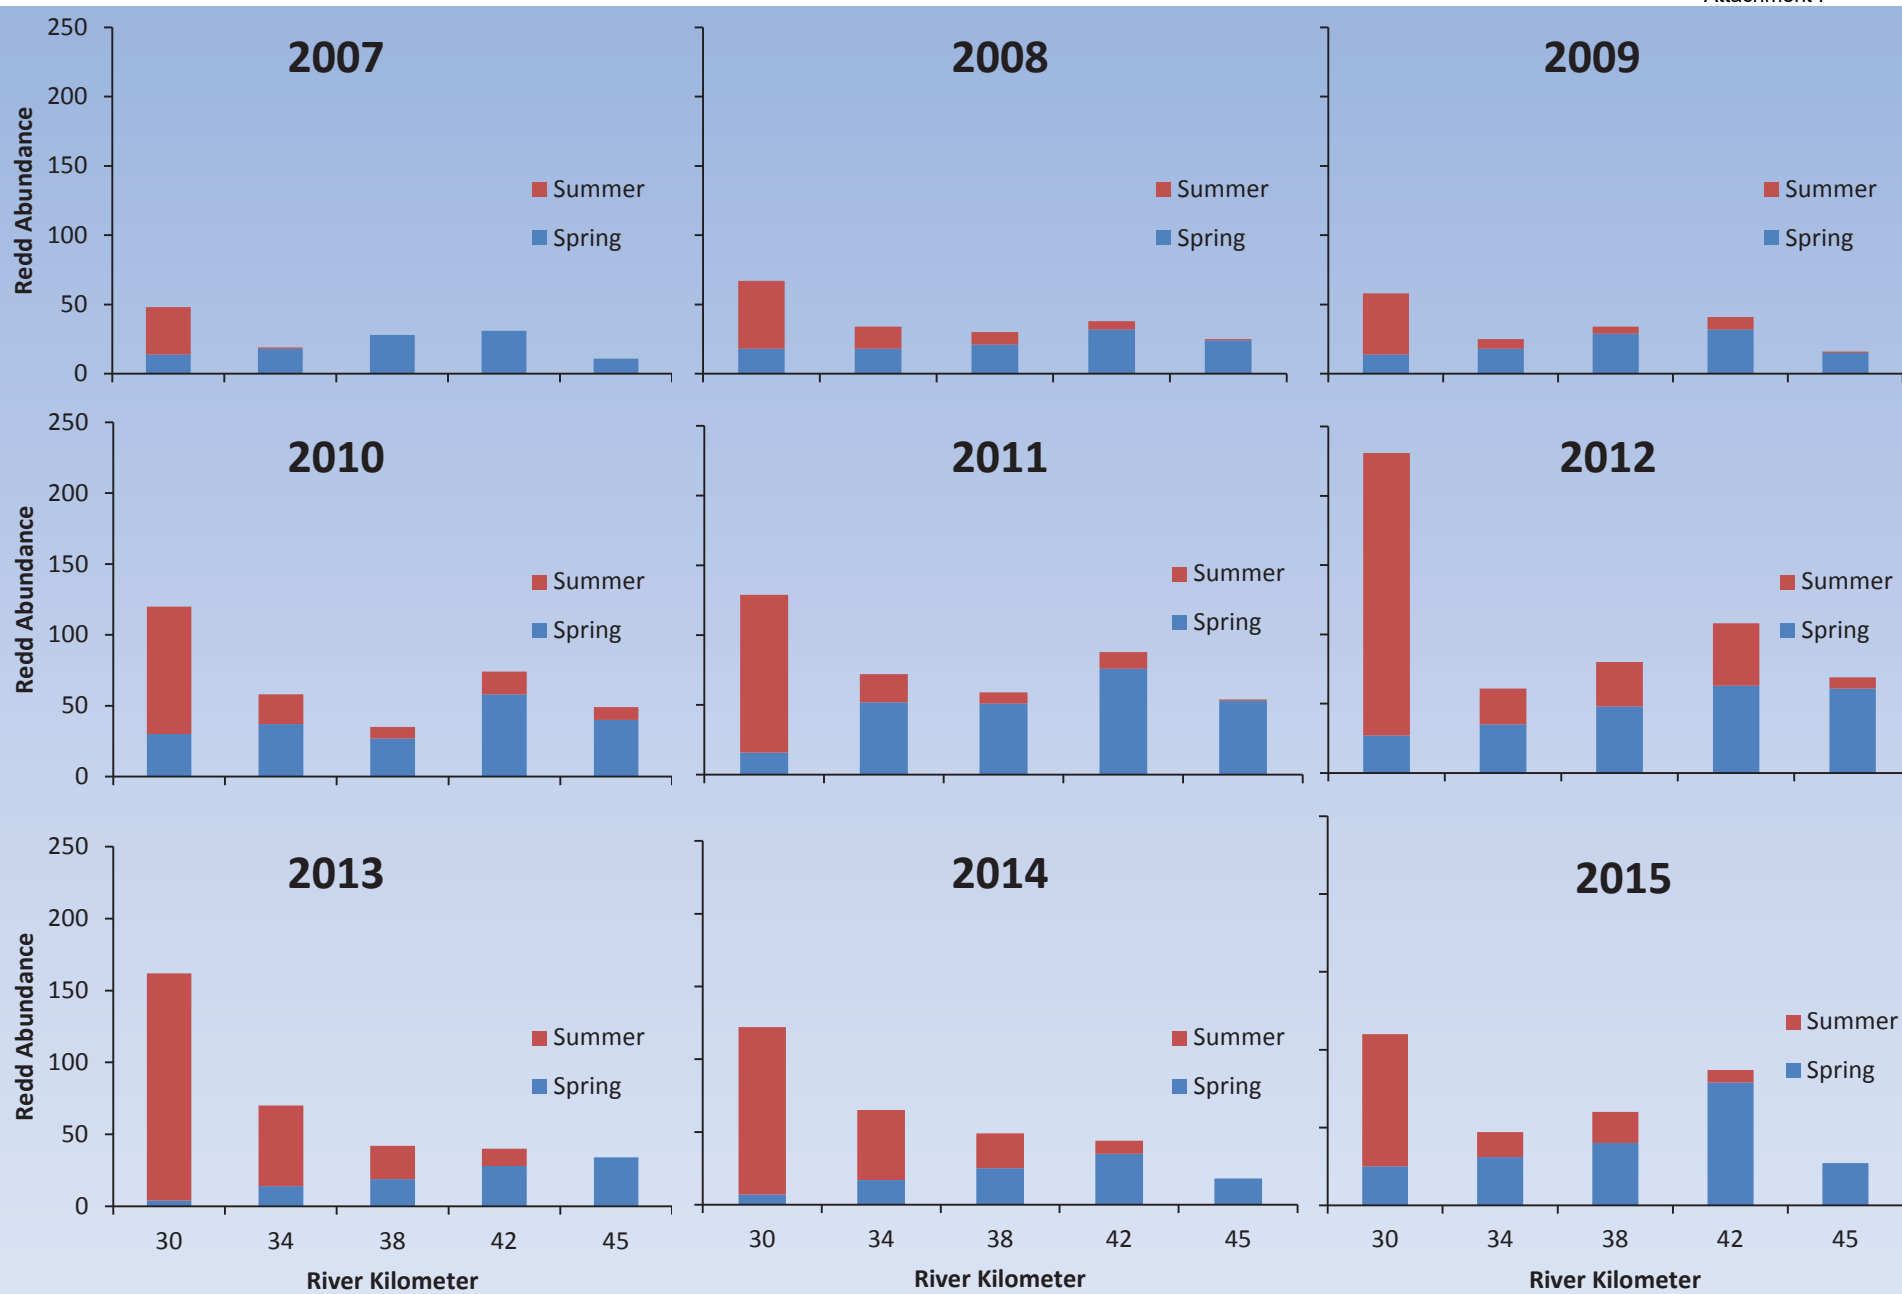 2007
250
200
150
100
50
0
Redd Abundance
Summer
Spring
2008
Summer
Spring
2009
Summer
Spring
2010
250
200
150
100
50
0
Redd Abundance
Summer
Spring
2011
Summer
Spring
2012
Summer
Spring
2013
250
200
150
100
50
0
Redd Abundance
Summer
Spring
30 34 38 42 45
River Kilometer
2014
Summer
Spring
30 34 38 42 45
River Kilometer
2015
Summer
Spring
30 34 38 42 45
River Kilometer